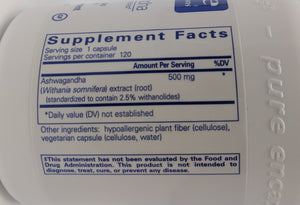 Supplement Facts
Serving size 1 capsule
Servings per container 120
Amount Per Serving %DV
Ashwagandha 500 mg *
(Withania somnifera) extract (root)
(standardized to contain 2.5% withanolides)
*Daily value (DV) not established
Other ingredients: hypoallergenic plant fiber (cellulose),
vegetarian capsule (cellulose, water)
‡This statement has not been evaluated by the Food and
Drug Administration. This product is not intended to
diagnose, treat, cure, or prevent any disease.
pure